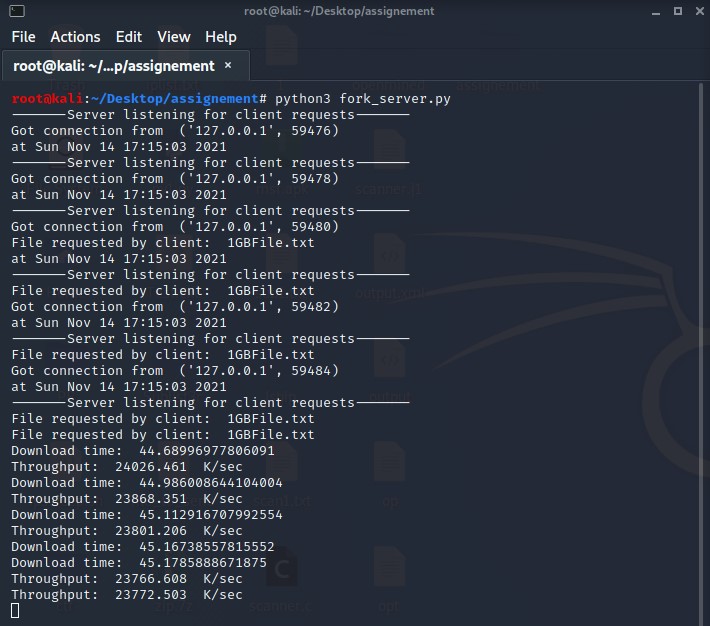 root@kali: ~/Desktop/assignement
File Actions Edit View Help
root@kali: ~/...p/assignement ×
root@kali:~/Desktop/assignement# python3 fork_server.py
———————Server listening for client requests———————
Got connection from  ('127.0.0.1', 59476)
at Sun Nov 14 17:15:03 2021
———————Server listening for client requests———————
Got connection from  ('127.0.0.1', 59478)
at Sun Nov 14 17:15:03 2021
———————Server listening for client requests———————
Got connection from  ('127.0.0.1', 59480)
File requested by client:  1GBFile.txt
at Sun Nov 14 17:15:03 2021
———————Server listening for client requests———————
File requested by client:  1GBFile.txt
Got connection from  ('127.0.0.1', 59482)
at Sun Nov 14 17:15:03 2021
———————Server listening for client requests———————
File requested by client:  1GBFile.txt
Got connection from  ('127.0.0.1', 59484)
at Sun Nov 14 17:15:03 2021
———————Server listening for client requests———————
File requested by client:  1GBFile.txt
File requested by client:  1GBFile.txt
Download time:  44.68996977806091
Throughput:  24026.461  K/sec
Download time:  44.986008644104004
Throughput:  23868.351  K/sec
Download time:  45.112916707992554
Throughput:  23801.206  K/sec
Download time:  45.16738557815552
Download time:  45.1785888671875
Throughput:  23766.608  K/sec
Throughput:  23772.503  K/sec